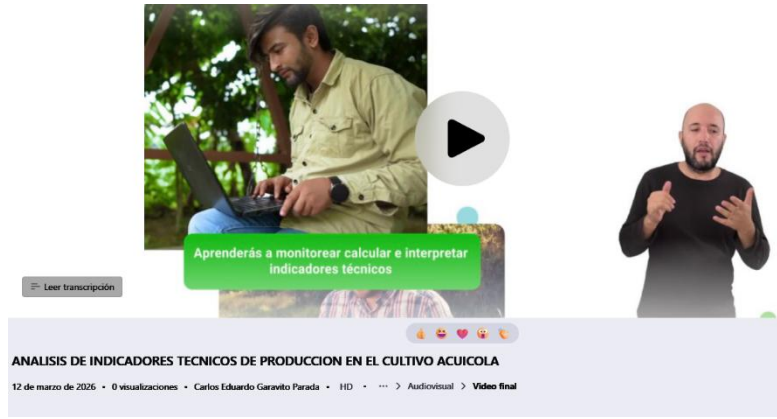 Aprenderás a monitorear calcular e interpretar
indicadores técnicos
Leer transcripción
ANALISIS DE INDICADORES TECNICOS DE PRODUCCION EN EL CULTIVO ACUICOLA
12 de marzo de 2026 • 0 visualizaciones • Carlos Eduardo Garavito Parada • HD • ··· > Audiovisual > Video final